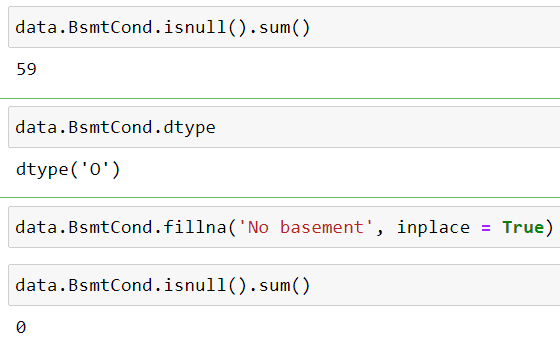 data.BsmtCond.isnull().sum()
59
data.BsmtCond.dtype
dtype('O')
data.BsmtCond.fillna('No basement', inplace = True)
data.BsmtCond.isnull().sum()
0